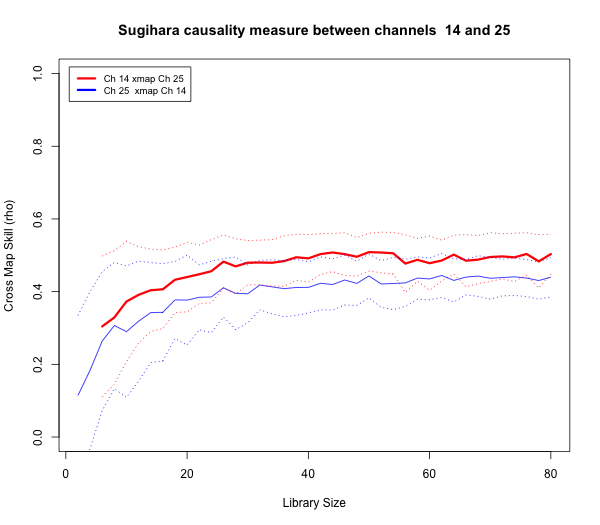 Sugihara causality measure between channels  14 and 25
Ch 14 xmap Ch 25
Ch 25  xmap Ch 14
1.0
0.8
0.6
0.4
0.2
0.0
Cross Map Skill (rho)
0 20 40 60 80
Library Size